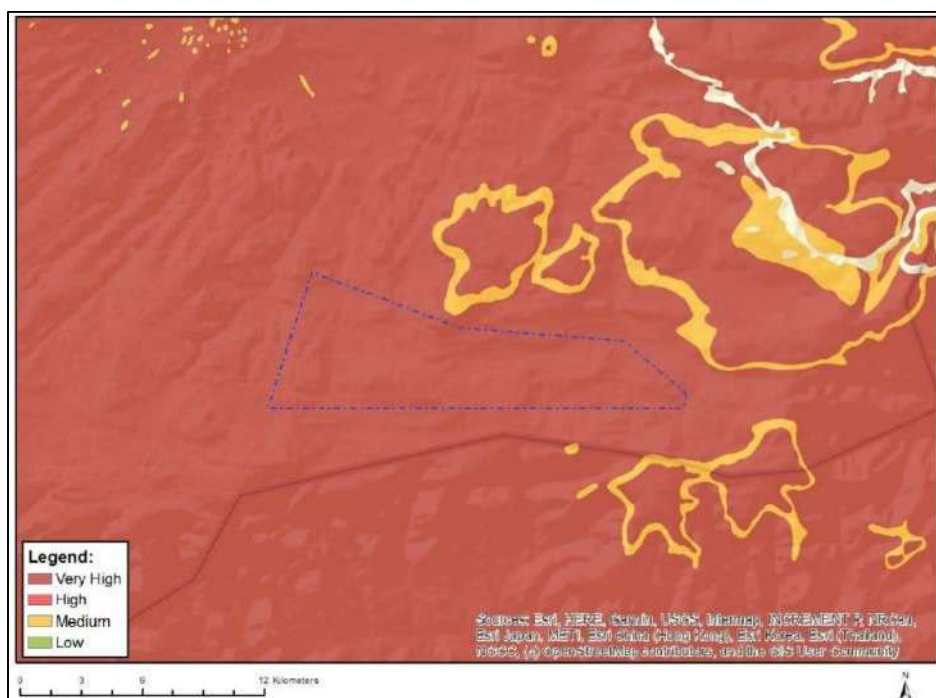 Legend:
Very High
High
Medium
Low
Sources: Esri, HERE, Garmin, USGS, Intermap, INCREMENT P, NRCan,
Esri Japan, METI, Esri China (Hong Kong), Esri Korea, Esri (Thailand),
NGCC, (c) OpenStreetMap contributors, and the GIS User Community
0 3 6 12 Kilometers
N